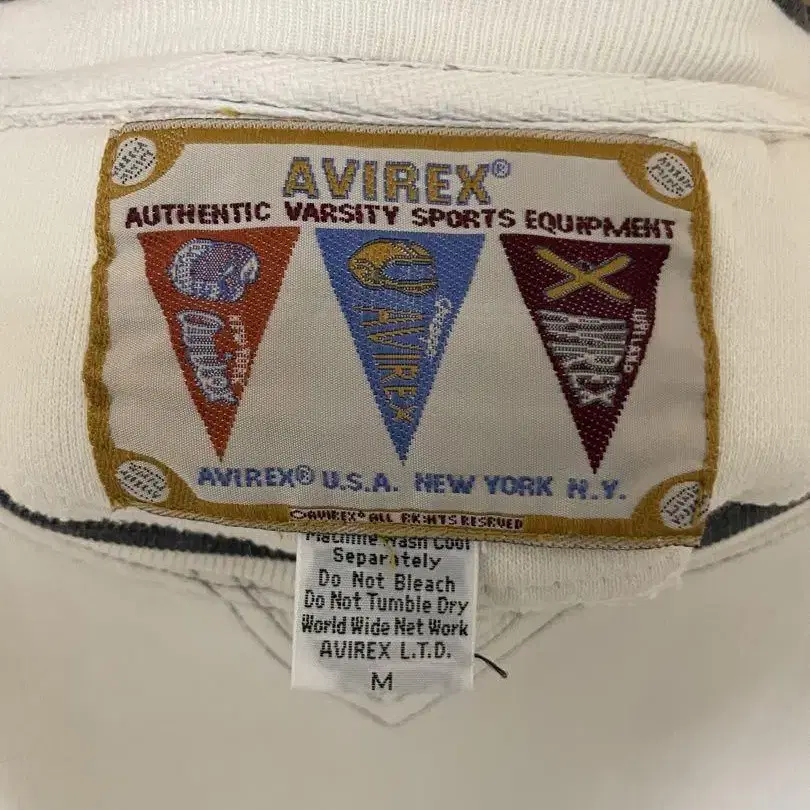 AVIREX®
AUTHENTIC VARSITY SPORTS EQUIPMENT
AVIREX
AVIREX
AVIREX® U.S.A. NEW YORK N.Y.
©AVIREX® ALL RIGHTS RESERVED
Machine Wash Cool
Separately
Do Not Bleach
Do Not Tumble Dry
World Wide Net Work
AVIREX L.T.D.
M